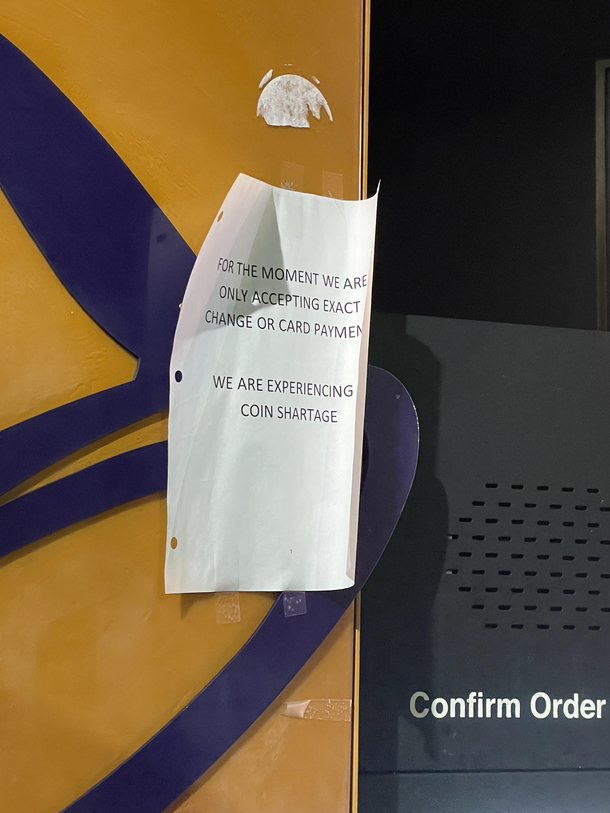 FOR THE MOMENT WE ARE
ONLY ACCEPTING EXACT
CHANGE OR CARD PAYMEN
WE ARE EXPERIENCING
COIN SHARTAGE
1
Confirm Order